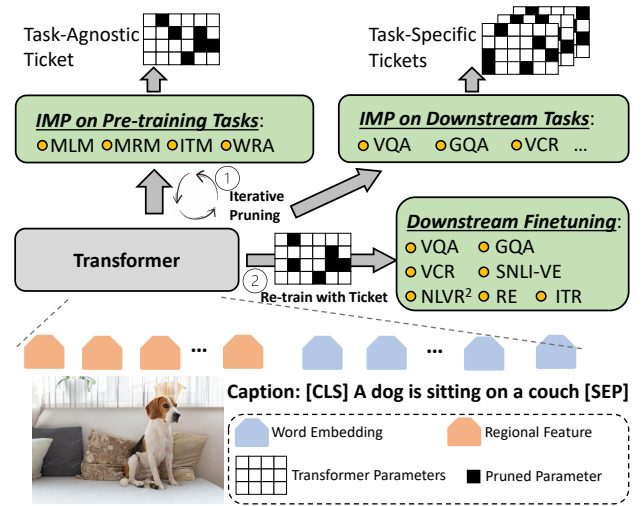 Task-Agnostic
Ticket
Task-Specific
Tickets
IMP on Pre-training Tasks:
MLM MRM ITM WRA
IMP on Downstream Tasks:
VQA GQA VCR ...
1
Iterative
Pruning
Transformer
2
Re-train with Ticket
Downstream Finetuning:
VQA GQA
VCR SNLI-VE
NLVR² RE ITR
...
...
Caption: [CLS] A dog is sitting on a couch [SEP]
Word Embedding
Regional Feature
Transformer Parameters
Pruned Parameter